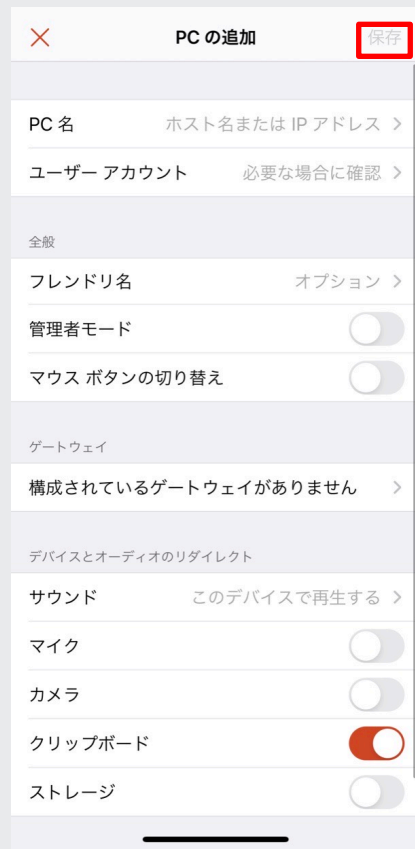 PC の追加
保存
PC 名 ホスト名または IP アドレス
ユーザー アカウント 必要な場合に確認
全般
フレンドリ名 オプション
管理者モード
マウス ボタンの切り替え
ゲートウェイ
構成されているゲートウェイがありません
デバイスとオーディオのリダイレクト
サウンド このデバイスで再生する
マイク
カメラ
クリップボード
ストレージ